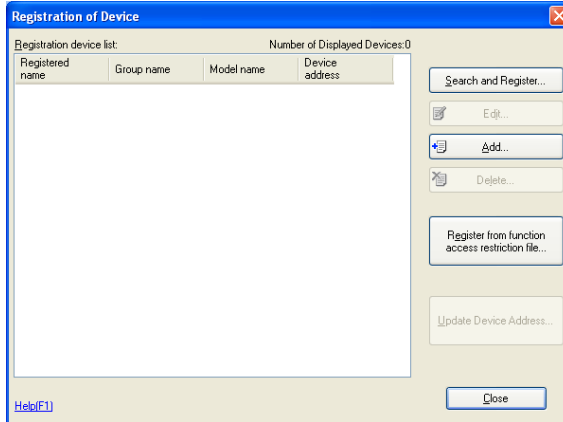 Registration of Device
Registration device list:
Number of Displayed Devices:0
Registered name
Group name
Model name
Device address
Search and Register...
Edit...
Add...
Delete...
Register from function
access restriction file...
Update Device Address...
Close
Help(F1)